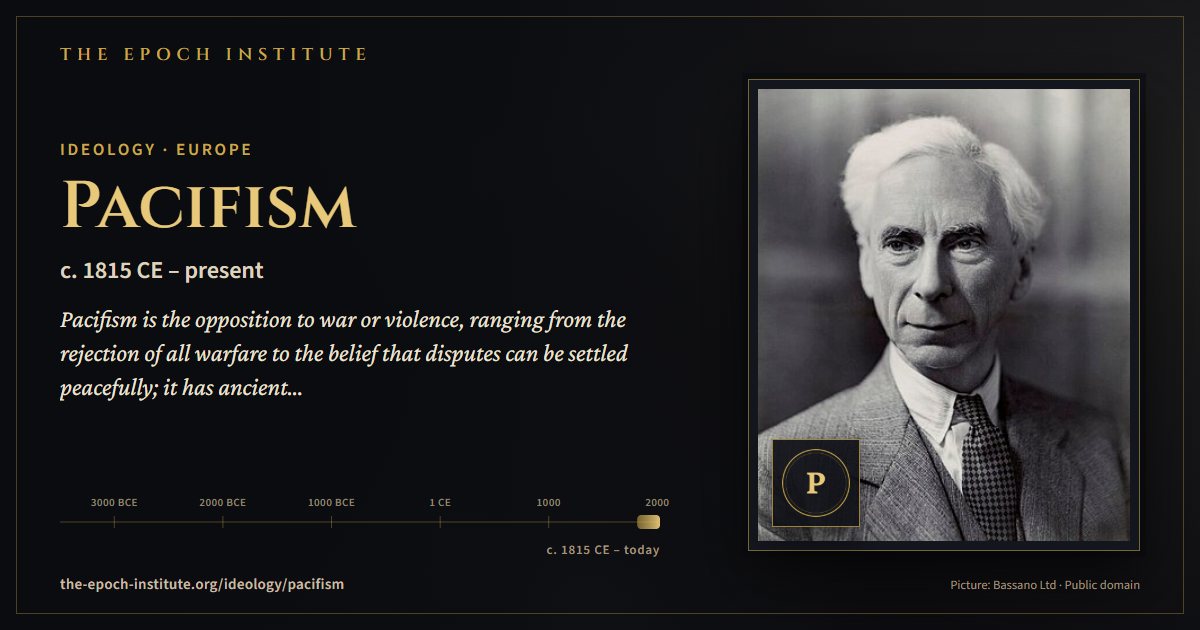 THE EPOCH INSTITUTE
IDEOLOGY · EUROPE
PACIFISM
c. 1815 CE – present
Pacifism is the opposition to war or violence, ranging from the
rejection of all warfare to the belief that disputes can be settled
peacefully; it has ancient...
3000 BCE 2000 BCE 1000 BCE 1 CE 1000 2000
c. 1815 CE – today
P
the-epoch-institute.org/ideology/pacifism
Picture: Bassano Ltd · Public domain